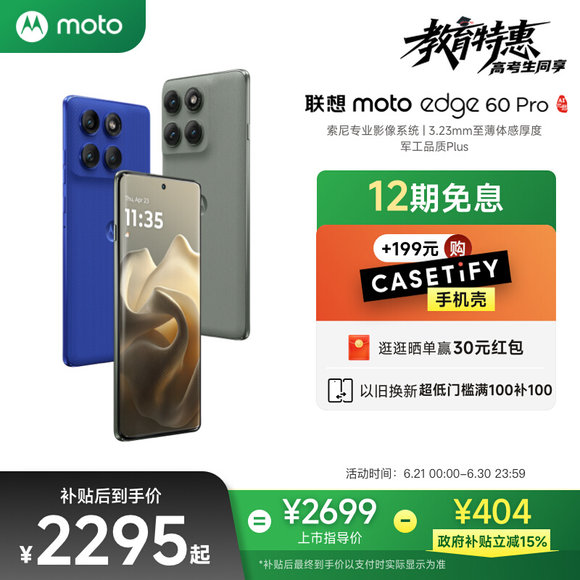 moto
教育特惠
高考生同享
联想 moto edge 60 Pro
索尼专业影像系统 | 3.23mm至薄体感厚度
军工品质Plus
12期免息
+199元 购
CASETiFY
手机壳
逛逛晒单赢30元红包
以旧换新 超低门槛满100补100
Thu, Apr 23
11:35
活动时间：6.21 00:00-6.30 23:59
补贴后到手价
¥2295起
=
¥2699
上市指导价
-
¥404
政府补贴立减15%
*补贴后最终到手价以支付时实际显示为准